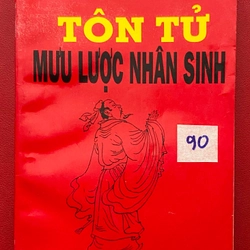 TÔN TỬ
MƯU LƯỢC NHÂN SINH
90